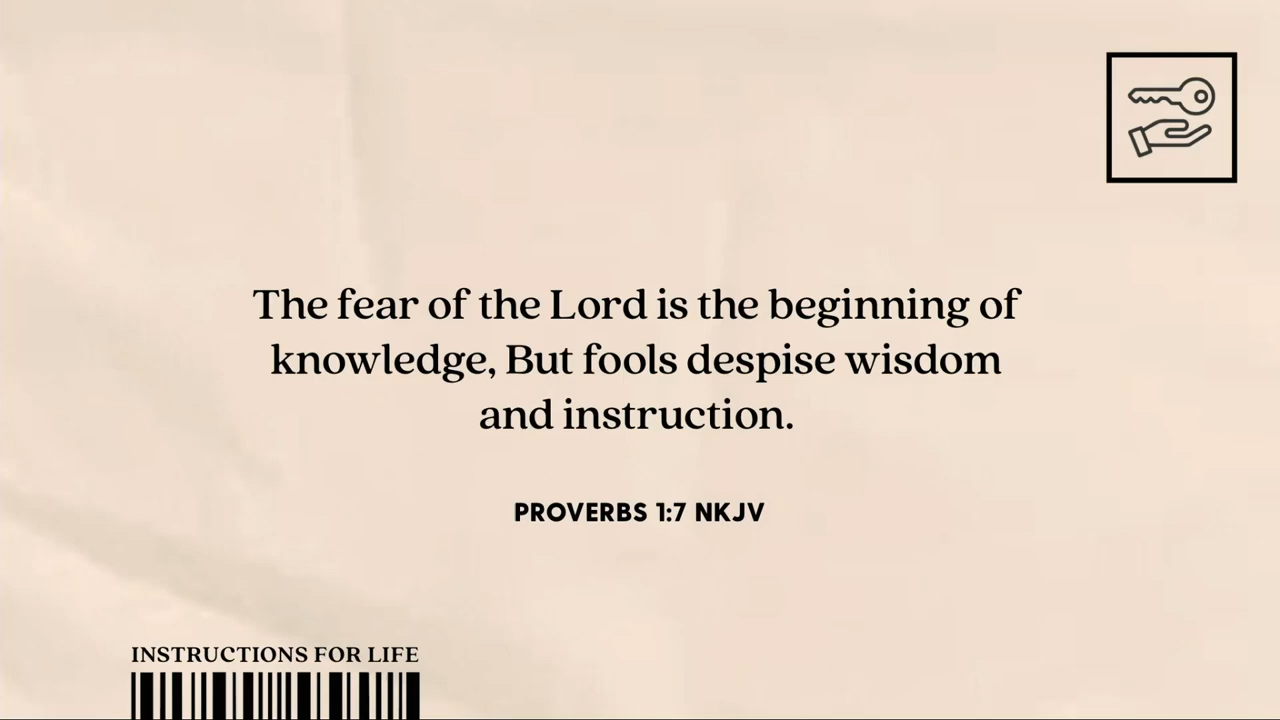 The fear of the Lord is the beginning of
knowledge, But fools despise wisdom
and instruction.
PROVERBS 1:7 NKJV
INSTRUCTIONS FOR LIFE